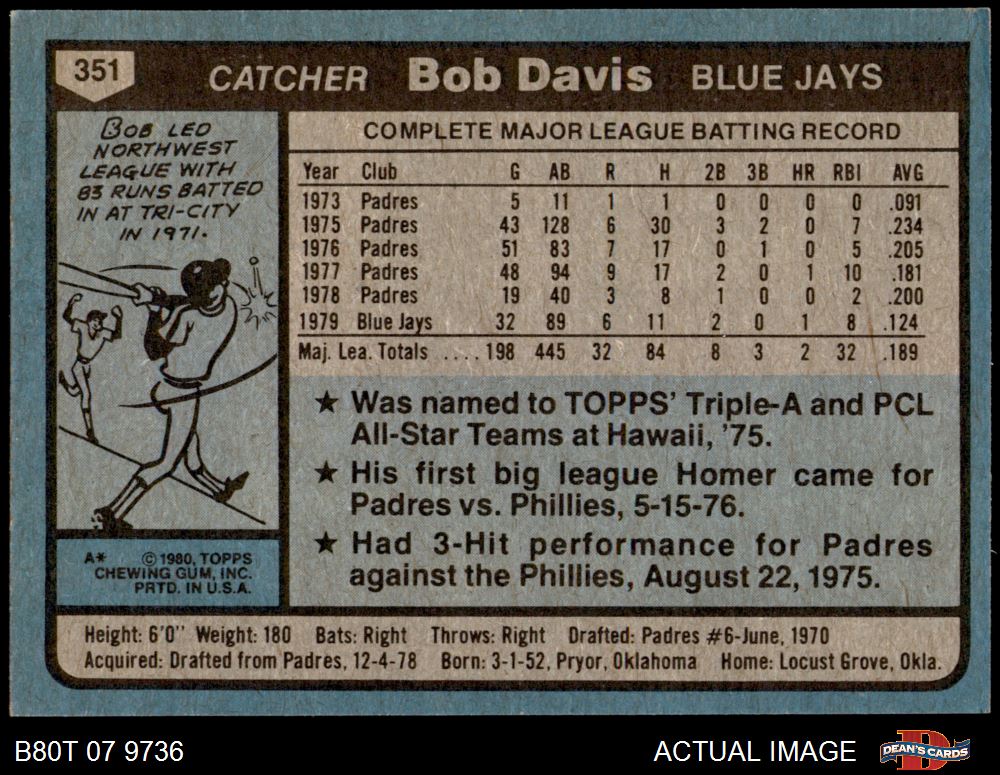 351 CATCHER Bob Davis BLUE JAYS
BOB LED
NORTHWEST
LEAGUE WITH
83 RUNS BATTED
IN AT TRI-CITY
IN 1971.
COMPLETE MAJOR LEAGUE BATTING RECORD
Year Club G AB R H 2B 3B HR RBI AVG
1973 Padres 5 11 1 1 0 0 0 0 .091
1975 Padres 43 128 6 30 3 2 0 7 .234
1976 Padres 51 83 7 17 0 1 0 5 .205
1977 Padres 48 94 9 17 2 0 1 10 .181
1978 Padres 19 40 3 8 1 0 0 2 .200
1979 Blue Jays 32 89 6 11 2 0 1 8 .124
Maj. Lea. Totals .... 198 445 32 84 8 3 2 32 .189
★ Was named to TOPPS' Triple-A and PCL
All-Star Teams at Hawaii, '75.
★ His first big league Homer came for
Padres vs. Phillies, 5-15-76.
★ Had 3-Hit performance for Padres
against the Phillies, August 22, 1975.
A* © 1980, TOPPS
CHEWING GUM, INC.
PRTD. IN U.S.A.
Height: 6'0" Weight: 180 Bats: Right Throws: Right Drafted: Padres #6-June, 1970
Acquired: Drafted from Padres, 12-4-78 Born: 3-1-52, Pryor, Oklahoma Home: Locust Grove, Okla.
B80T 07 9736 ACTUAL IMAGE DEAN'S CARDS